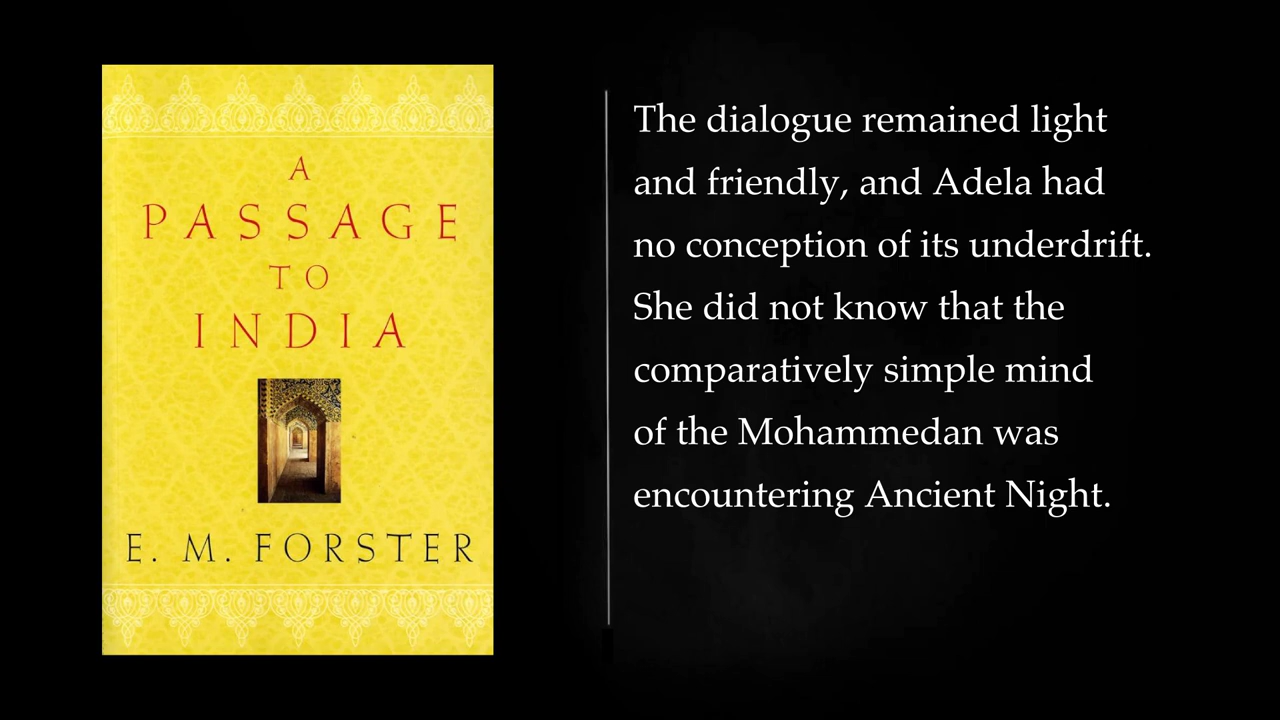 A
PASSAGE
TO
INDIA
E. M. FORSTER
The dialogue remained light
and friendly, and Adela had
no conception of its underdrift.
She did not know that the
comparatively simple mind
of the Mohammedan was
encountering Ancient Night.